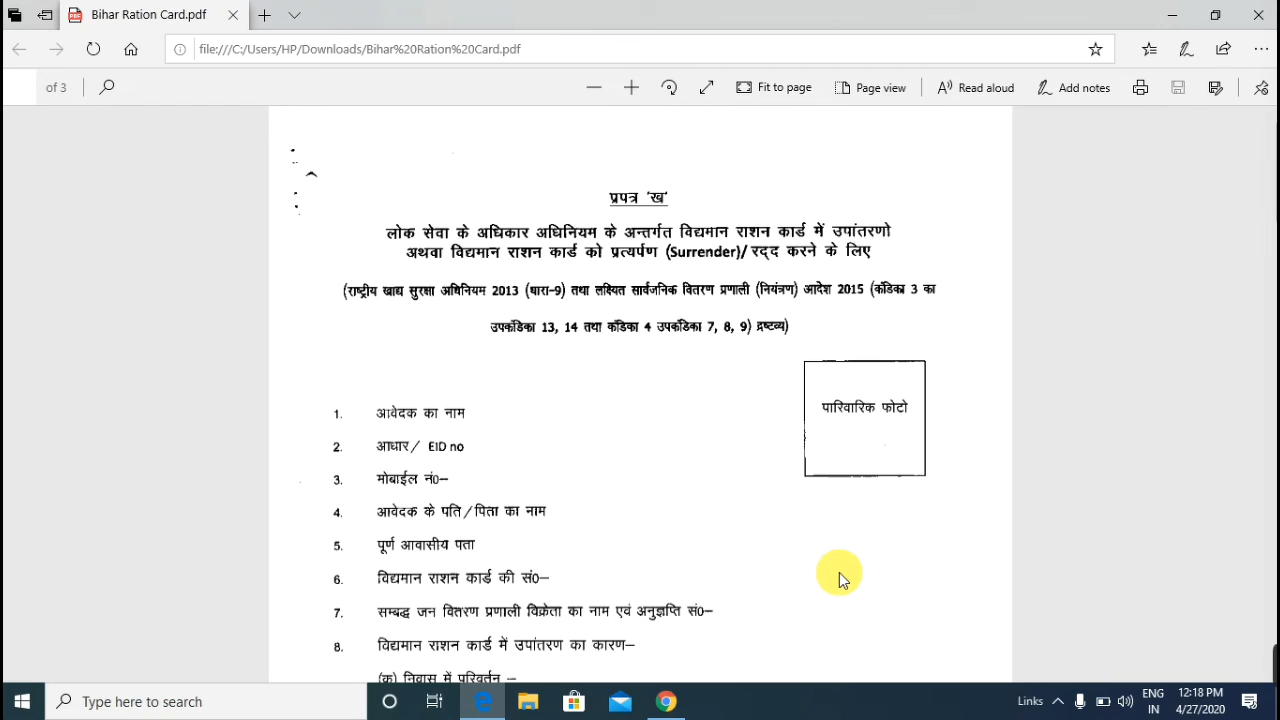 Bihar Ration Card.pdf
file:///C:/Users/HP/Downloads/Bihar%20Ration%20Card.pdf
of 3
Fit to page
Page view
Read aloud
Add notes
प्रपत्र 'ख'
लोक सेवा के अधिकार अधिनियम के अन्तर्गत विद्यमान राशन कार्ड में उपांतरणो
अथवा विद्यमान राशन कार्ड को प्रत्यर्पण (Surrender)/ रद्द करने के लिए
(राष्ट्रीय खाद्य सुरक्षा अधिनियम 2013 (धारा-9) तथा लक्ष्यित सार्वजनिक वितरण प्रणाली (नियंत्रण) आदेश 2015 (कंडिका 3 का
उपकंडिका 13, 14 तथा कंडिका 4 उपकंडिका 7, 8, 9) द्रष्टव्य)
पारिवारिक फोटो
1. आवेदक का नाम
2. आधार/ EID no
3. मोबाईल नं0–
4. आवेदक के पति/पिता का नाम
5. पूर्ण आवासीय पता
6. विद्यमान राशन कार्ड की सं0–
7. सम्बद्ध जन वितरण प्रणाली विक्रेता का नाम एवं अनुज्ञप्ति सं0–
8. विद्यमान राशन कार्ड में उपांतरण का कारण–
(क) निवास में परिवर्तन –
Type here to search
Links
ENG
IN
12:18 PM
4/27/2020